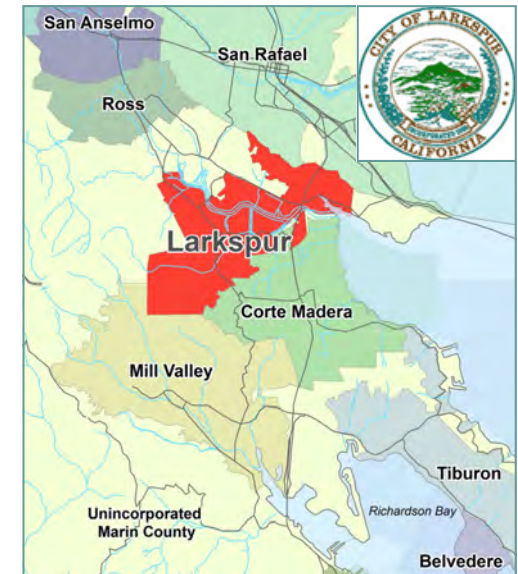 San Anselmo
San Rafael
CITY OF LARKSPUR
Ross
INCORPORATED
CALIFORNIA
Larkspur
Corte Madera
Mill Valley
Tiburon
Unincorporated
Marin County
Richardson Bay
Belvedere